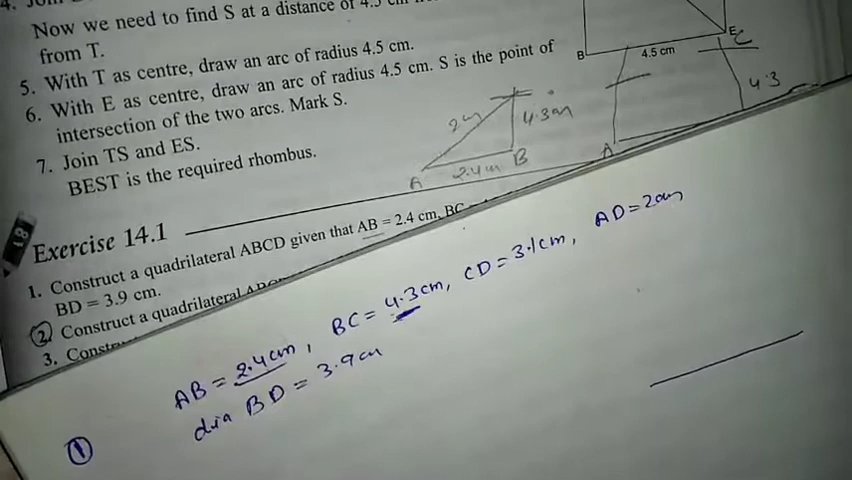 Now we need to find S at a distance of 4.5 cm
from T.
5. With T as centre, draw an arc of radius 4.5 cm.
6. With E as centre, draw an arc of radius 4.5 cm. S is the point of
intersection of the two arcs. Mark S.
7. Join TS and ES.
BEST is the required rhombus.
B 4.5 cm E
C
4.3
A
2cm 4.3cm
A 2.4cm B
Exercise 14.1
1. Construct a quadrilateral ABCD given that AB = 2.4 cm, BC
BD = 3.9 cm.
2. Construct a quadrilateral
3.
① AB = 2.4cm, BC = 4.3cm, CD = 3.1cm, AD = 2cm
dia BD = 3.9cm